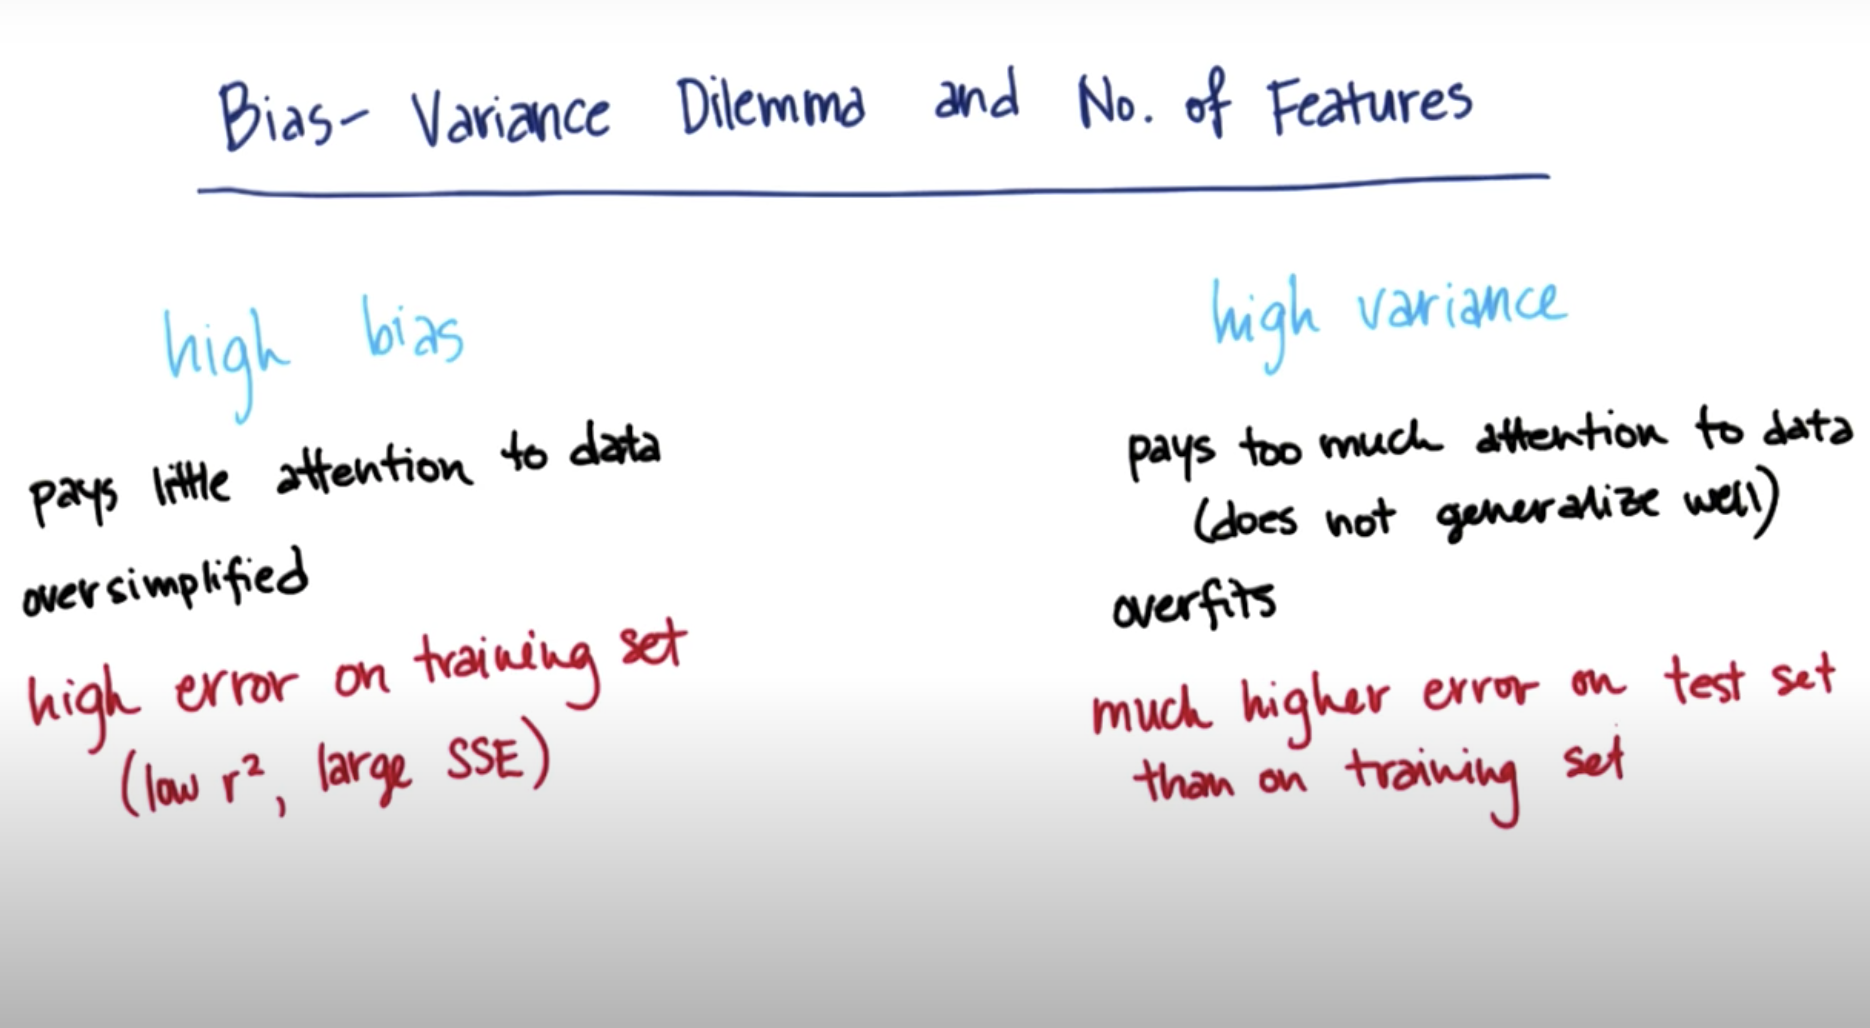 Bias- Variance Dilemma and No. of Features
high bias
pays little attention to data
oversimplified
high error on training set
(low r², large SSE)
high variance
pays too much attention to data
(does not generalize well)
overfits
much higher error on test set
than on training set